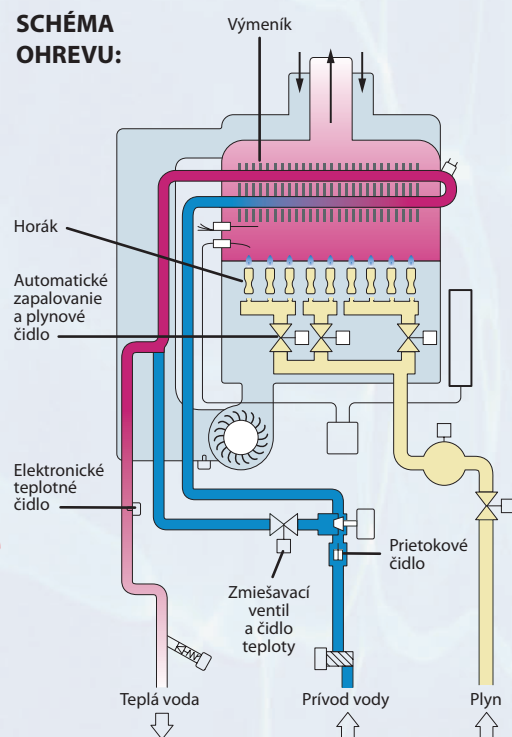 SCHÉMA
OHREVU:
Výmeník
Horák
Automatické
zapalovanie
a plynové
čidlo
Elektronické
teplotné
čidlo
Prietokové
čidlo
Zmiešavací
ventil
a čidlo
teploty
Teplá voda
Prívod vody
Plyn